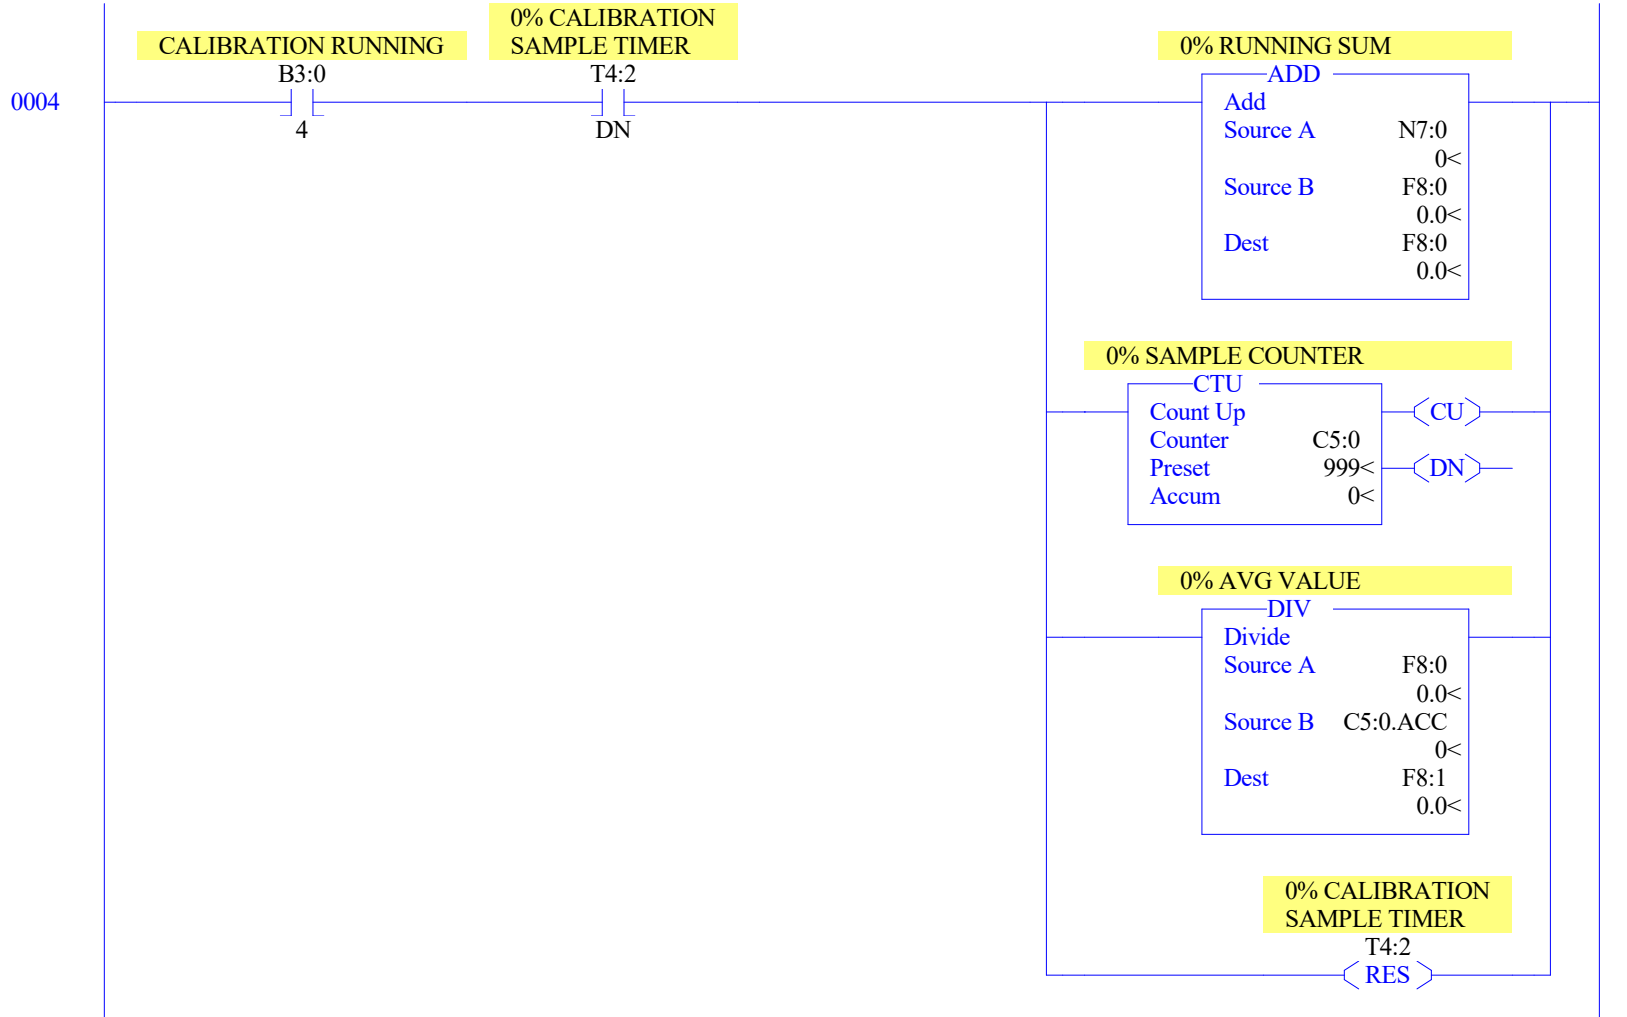 0% CALIBRATION
CALIBRATION RUNNING SAMPLE TIMER 0% RUNNING SUM
B3:0 T4:2 ADD
0004 Add
4 DN Source A N7:0
0<
Source B F8:0
0.0<
Dest F8:0
0.0<
0% SAMPLE COUNTER
CTU
Count Up CU
Counter C5:0
Preset 999< DN
Accum 0<
0% AVG VALUE
DIV
Divide
Source A F8:0
0.0<
Source B C5:0.ACC
0<
Dest F8:1
0.0<
0% CALIBRATION
SAMPLE TIMER
T4:2
RES